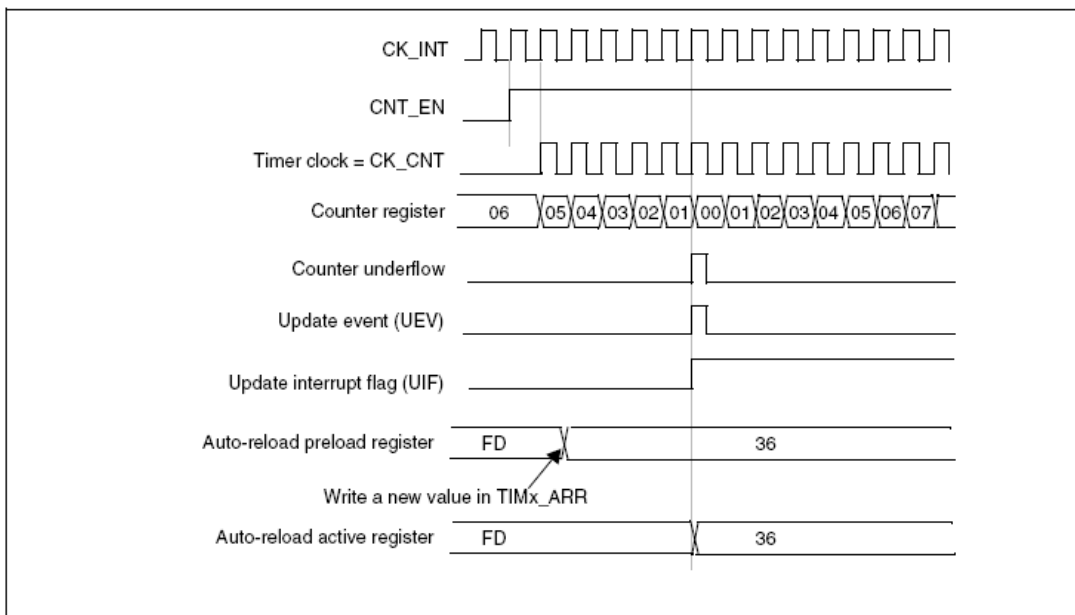 CK_INT
CNT_EN
Timer clock = CK_CNT
Counter register 06 05 04 03 02 01 00 01 02 03 04 05 06 07
Counter underflow
Update event (UEV)
Update interrupt flag (UIF)
Auto-reload preload register FD 36
Write a new value in TIMx_ARR
Auto-reload active register FD 36